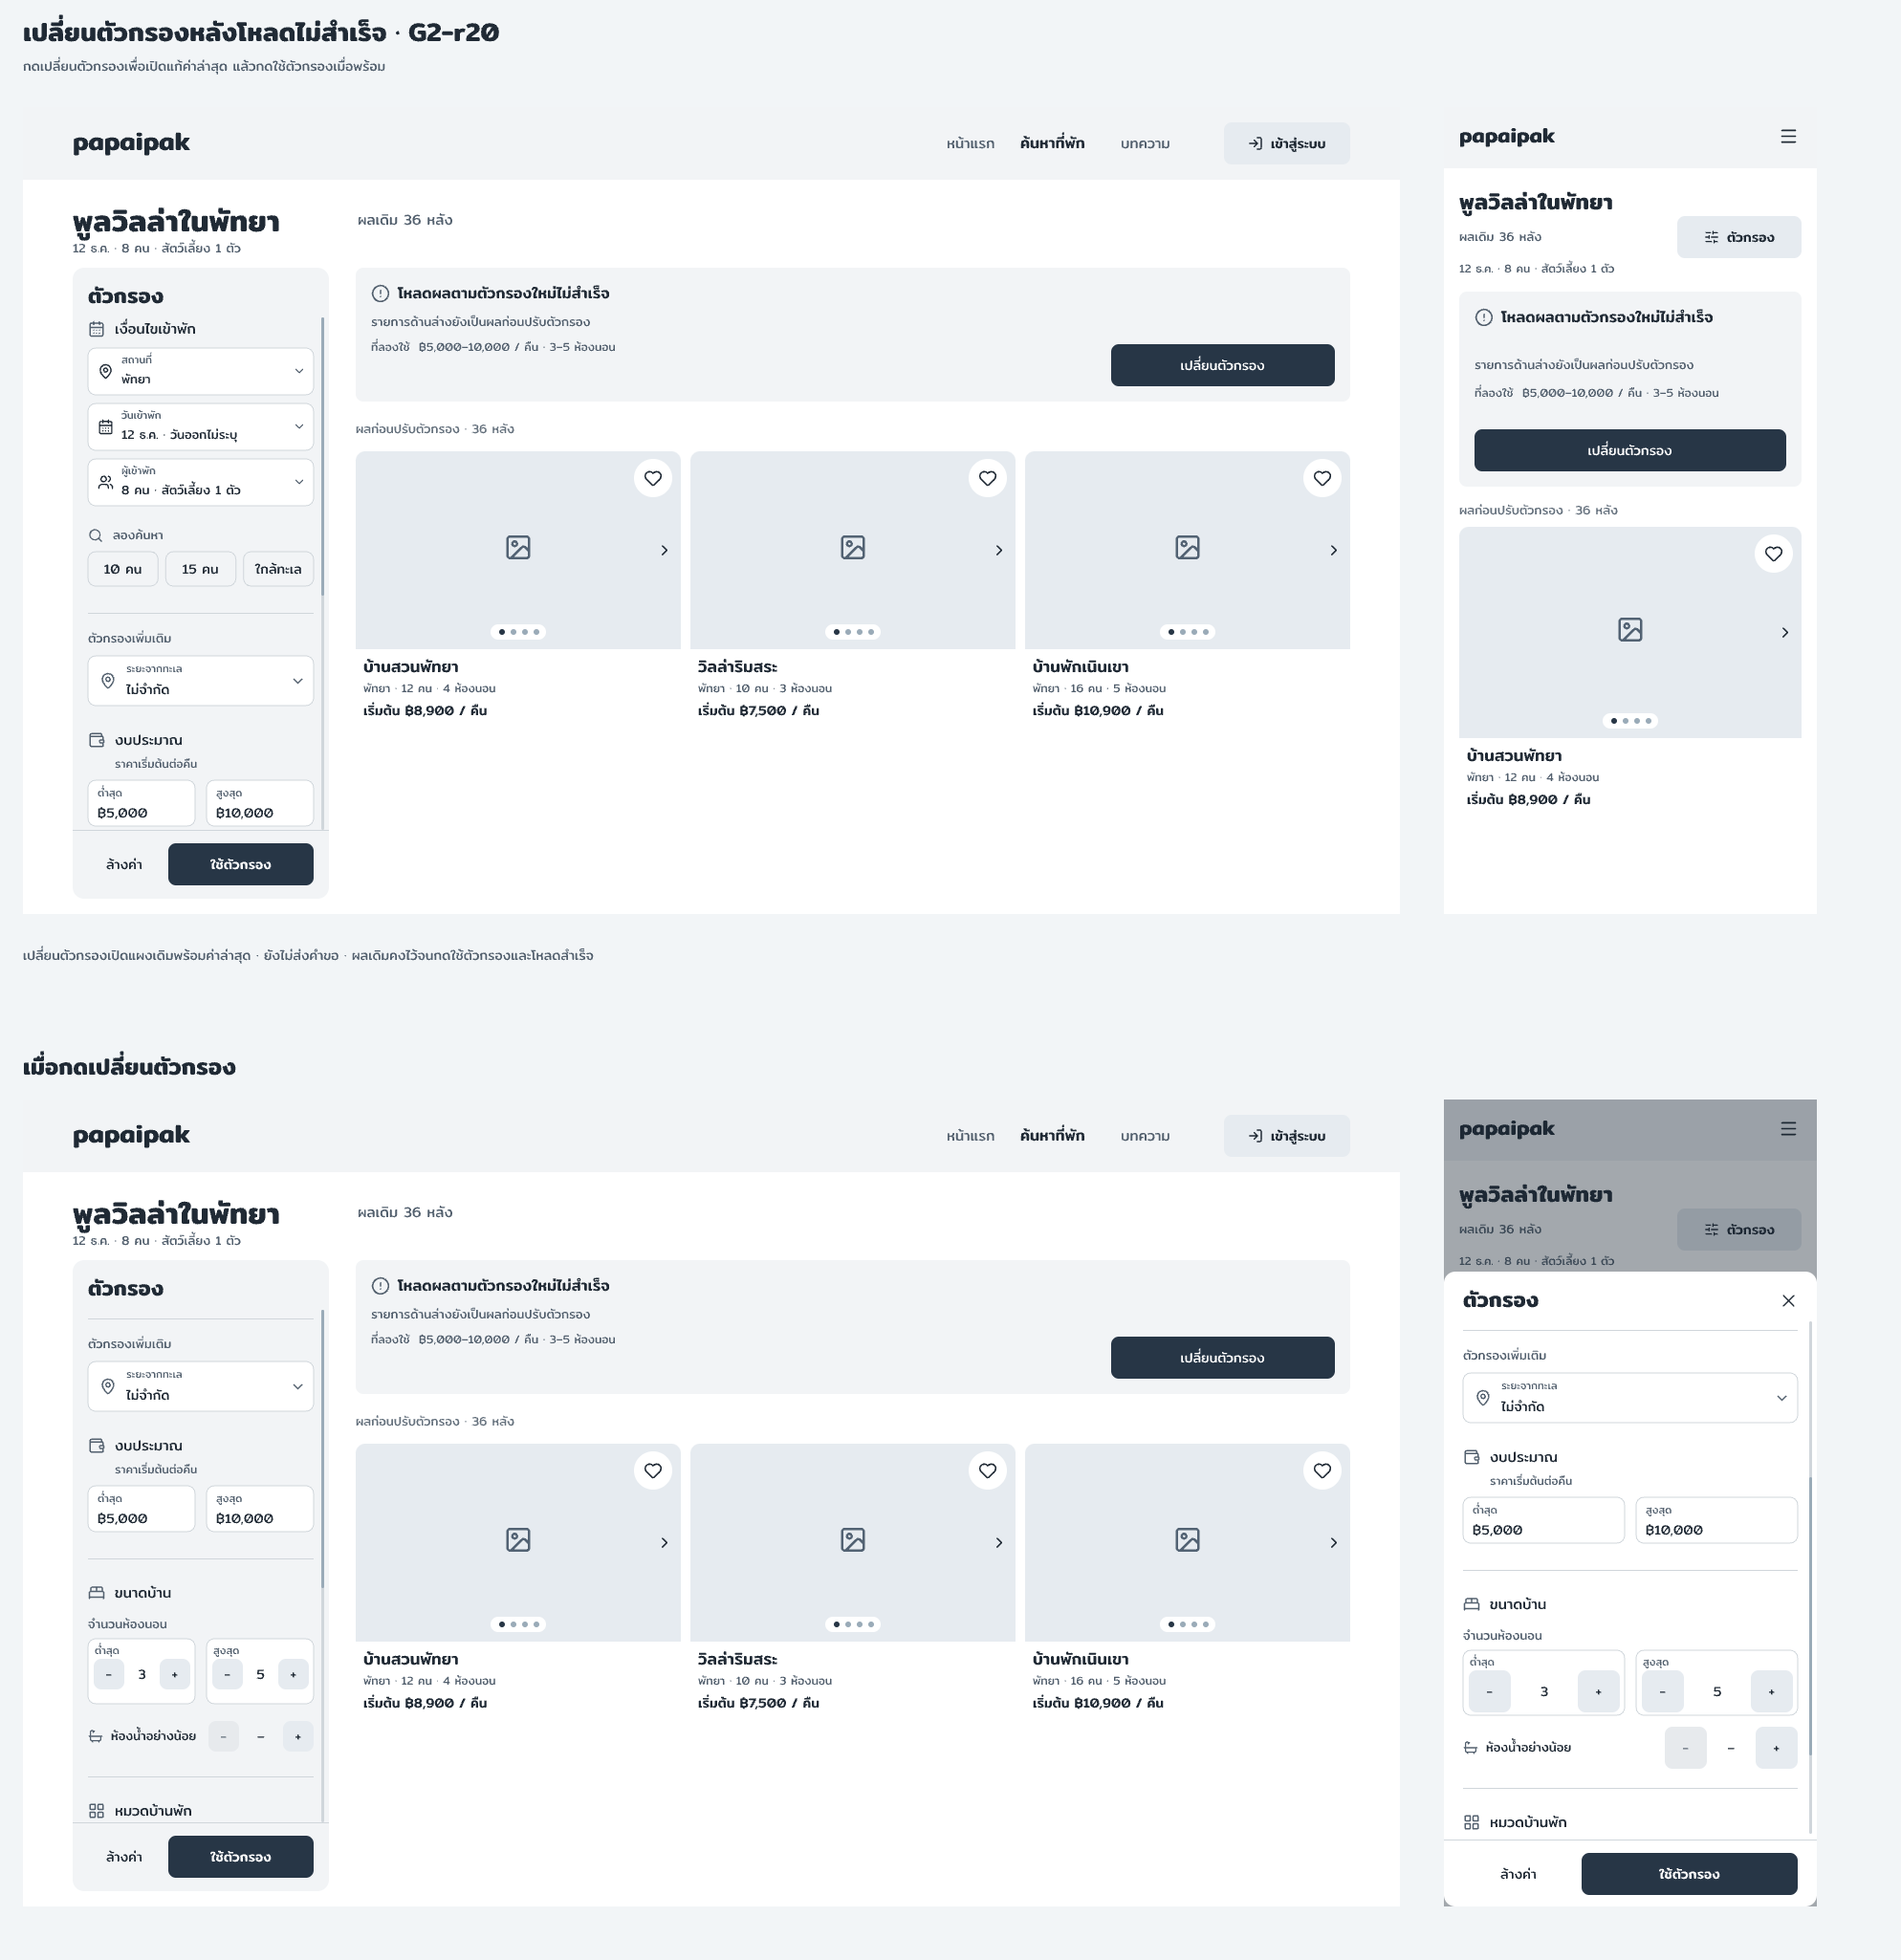 เปลี่ยนตัวกรองหลังโหลดไม่สำเร็จ · G2-r20
กดเปลี่ยนตัวกรองเพื่อเปิดแก้ค่าล่าสุด แล้วกดใช้ตัวกรองเมื่อพร้อม
papaipak
หน้าแรก ค้นหาที่พัก บทความ เข้าสู่ระบบ
พูลวิลล่าในพัทยา
12 ธ.ค. · 8 คน · สัตว์เลี้ยง 1 ตัว
ผลเดิม 36 หลัง
ตัวกรอง
เงื่อนไขเข้าพัก
สถานที่
พัทยา
วันเข้าพัก
12 ธ.ค. · วันออกไม่ระบุ
ผู้เข้าพัก
8 คน · สัตว์เลี้ยง 1 ตัว
ลองค้นหา
10 คน 15 คน ใกล้ทะเล
ตัวกรองเพิ่มเติม
ระยะจากทะเล
ไม่จำกัด
งบประมาณ
ราคาเริ่มต้นต่อคืน
ต่ำสุด สูงสุด
฿5,000 ฿10,000
ล้างค่า ใช้ตัวกรอง
โหลดผลตามตัวกรองใหม่ไม่สำเร็จ
รายการด้านล่างยังเป็นผลก่อนปรับตัวกรอง
ที่ลองใช้ ฿5,000–10,000 / คืน · 3–5 ห้องนอน
เปลี่ยนตัวกรอง
ผลก่อนปรับตัวกรอง · 36 หลัง
บ้านสวนพัทยา
พัทยา · 12 คน · 4 ห้องนอน
เริ่มต้น ฿8,900 / คืน
วิลล่าริมสระ
พัทยา · 10 คน · 3 ห้องนอน
เริ่มต้น ฿7,500 / คืน
บ้านพักเนินเขา
พัทยา · 16 คน · 5 ห้องนอน
เริ่มต้น ฿10,900 / คืน
papaipak
พูลวิลล่าในพัทยา
ผลเดิม 36 หลัง
ตัวกรอง
12 ธ.ค. · 8 คน · สัตว์เลี้ยง 1 ตัว
โหลดผลตามตัวกรองใหม่ไม่สำเร็จ
รายการด้านล่างยังเป็นผลก่อนปรับตัวกรอง
ที่ลองใช้ ฿5,000–10,000 / คืน · 3–5 ห้องนอน
เปลี่ยนตัวกรอง
ผลก่อนปรับตัวกรอง · 36 หลัง
บ้านสวนพัทยา
พัทยา · 12 คน · 4 ห้องนอน
เริ่มต้น ฿8,900 / คืน
เปลี่ยนตัวกรองเปิดแผงเดิมพร้อมค่าล่าสุด · ยังไม่ส่งคำขอ · ผลเดิมคงไว้จนกดใช้ตัวกรองและโหลดสำเร็จ
เมื่อกดเปลี่ยนตัวกรอง
papaipak
หน้าแรก ค้นหาที่พัก บทความ เข้าสู่ระบบ
พูลวิลล่าในพัทยา
12 ธ.ค. · 8 คน · สัตว์เลี้ยง 1 ตัว
ผลเดิม 36 หลัง
ตัวกรอง
ตัวกรองเพิ่มเติม
ระยะจากทะเล
ไม่จำกัด
งบประมาณ
ราคาเริ่มต้นต่อคืน
ต่ำสุด สูงสุด
฿5,000 ฿10,000
ขนาดบ้าน
จำนวนห้องนอน
ต่ำสุด สูงสุด
- 3 + - 5 +
ห้องน้ำอย่างน้อย - – +
หมวดบ้านพัก
ล้างค่า ใช้ตัวกรอง
โหลดผลตามตัวกรองใหม่ไม่สำเร็จ
รายการด้านล่างยังเป็นผลก่อนปรับตัวกรอง
ที่ลองใช้ ฿5,000–10,000 / คืน · 3–5 ห้องนอน
เปลี่ยนตัวกรอง
ผลก่อนปรับตัวกรอง · 36 หลัง
บ้านสวนพัทยา
พัทยา · 12 คน · 4 ห้องนอน
เริ่มต้น ฿8,900 / คืน
วิลล่าริมสระ
พัทยา · 10 คน · 3 ห้องนอน
เริ่มต้น ฿7,500 / คืน
บ้านพักเนินเขา
พัทยา · 16 คน · 5 ห้องนอน
เริ่มต้น ฿10,900 / คืน
papaipak
พูลวิลล่าในพัทยา
ผลเดิม 36 หลัง
ตัวกรอง
12 ธ.ค. · 8 คน · สัตว์เลี้ยง 1 ตัว
ตัวกรอง
ตัวกรองเพิ่มเติม
ระยะจากทะเล
ไม่จำกัด
งบประมาณ
ราคาเริ่มต้นต่อคืน
ต่ำสุด สูงสุด
฿5,000 ฿10,000
ขนาดบ้าน
จำนวนห้องนอน
ต่ำสุด สูงสุด
- 3 + - 5 +
ห้องน้ำอย่างน้อย - – +
หมวดบ้านพัก
ล้างค่า ใช้ตัวกรอง